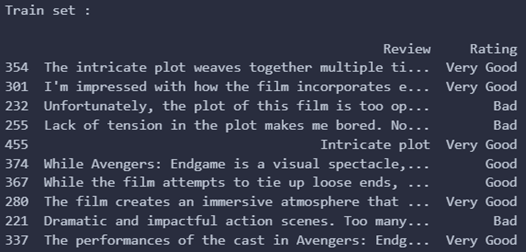 Train set :
Review Rating
354 The intricate plot weaves together multiple ti... Very Good
301 I'm impressed with how the film incorporates e... Very Good
232 Unfortunately, the plot of this film is too op... Bad
255 Lack of tension in the plot makes me bored. No... Bad
455 Intricate plot Very Good
374 While Avengers: Endgame is a visual spectacle,... Good
367 While the film attempts to tie up loose ends, ... Good
280 The film creates an immersive atmosphere that ... Very Good
221 Dramatic and impactful action scenes. Too many... Bad
337 The performances of the cast in Avengers: Endg... Very Good